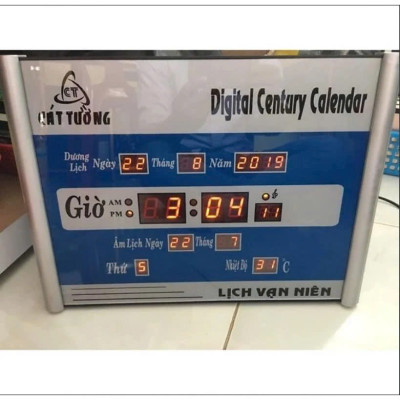 CT
CÁT TƯỜNG
Digital Century Calendar
Dương Lịch Ngày 22 Tháng 8 Năm 2019
Giờ AM PM 3:04 11
Âm Lịch Ngày 22 Tháng 7
Thứ 5 Nhiệt Độ 31 °C
LỊCH VẠN NIÊN